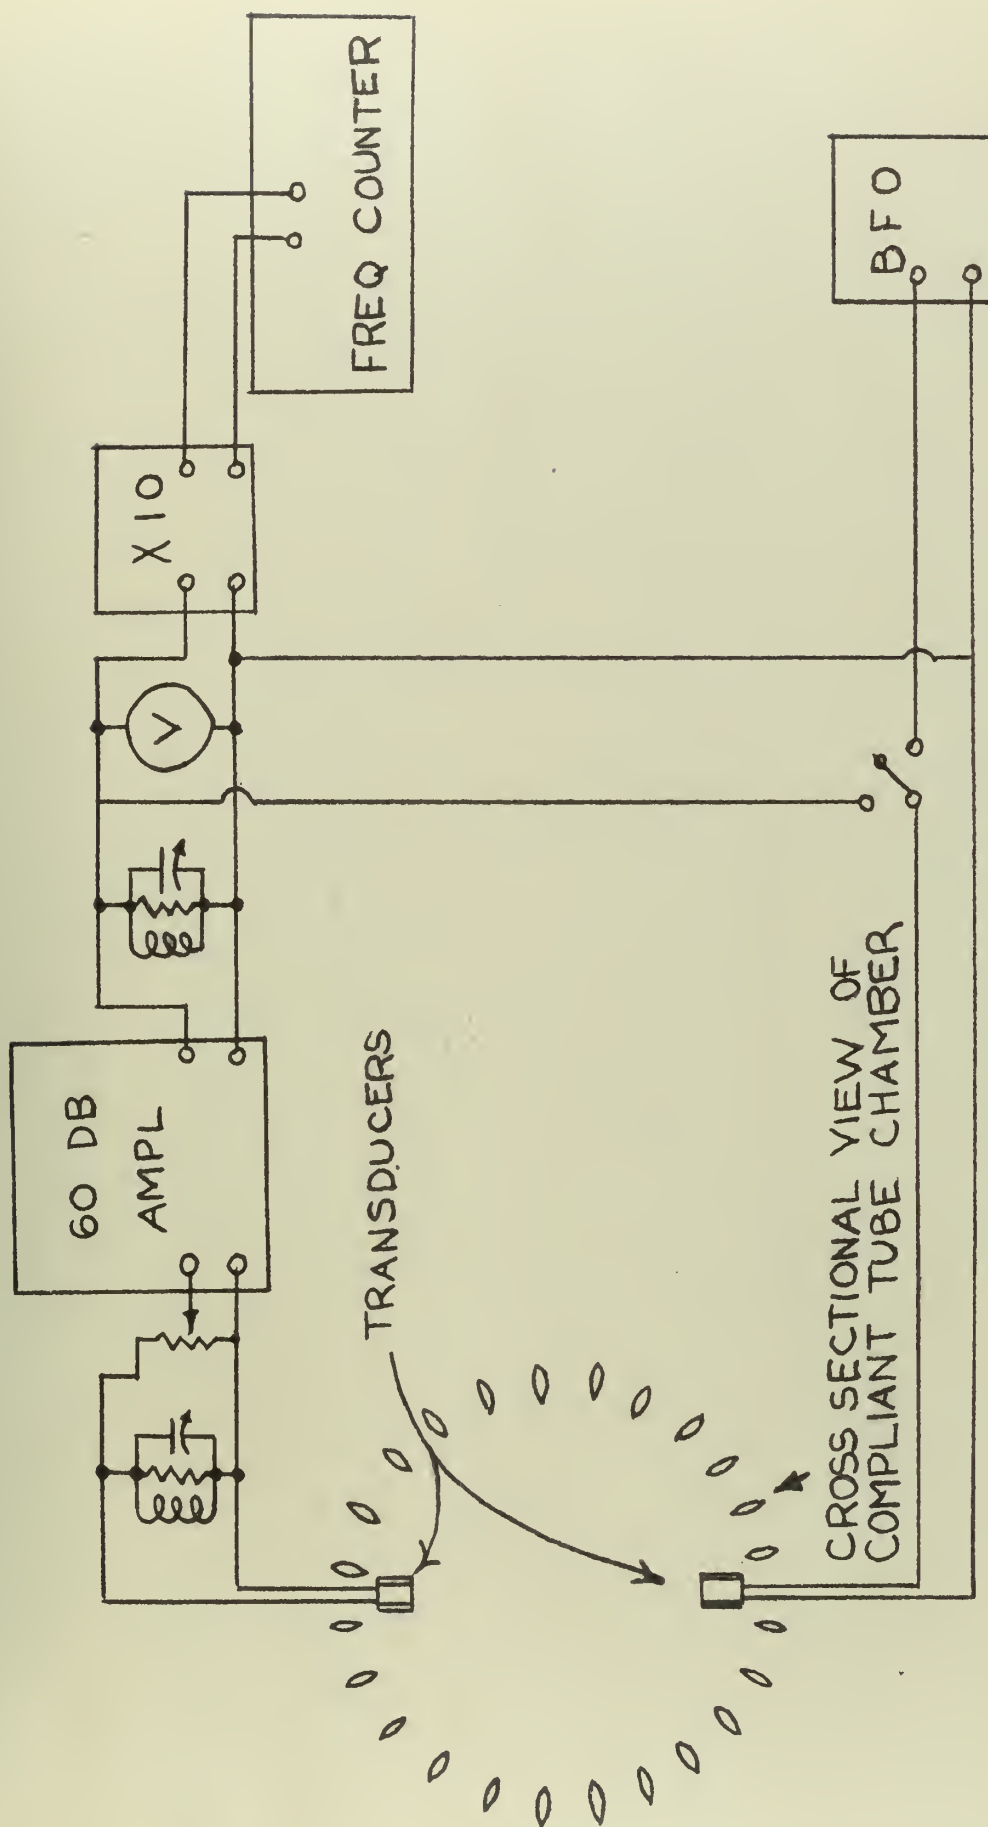 60 DB
AMPL
V
X 10
FREQ COUNTER
TRANSDUCERS
CROSS SECTIONAL VIEW OF
COMPLIANT TUBE CHAMBER
BFO